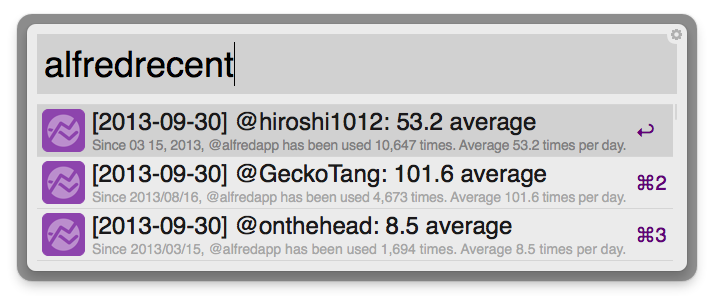 alfredrecent
[2013-09-30] @hiroshi1012: 53.2 average
Since 03 15, 2013, @alfredapp has been used 10,647 times. Average 53.2 times per day.
↩
[2013-09-30] @GeckoTang: 101.6 average
Since 2013/08/16, @alfredapp has been used 4,673 times. Average 101.6 times per day.
⌘2
[2013-09-30] @onthehead: 8.5 average
Since 2013/03/15, @alfredapp has been used 1,694 times. Average 8.5 times per day.
⌘3